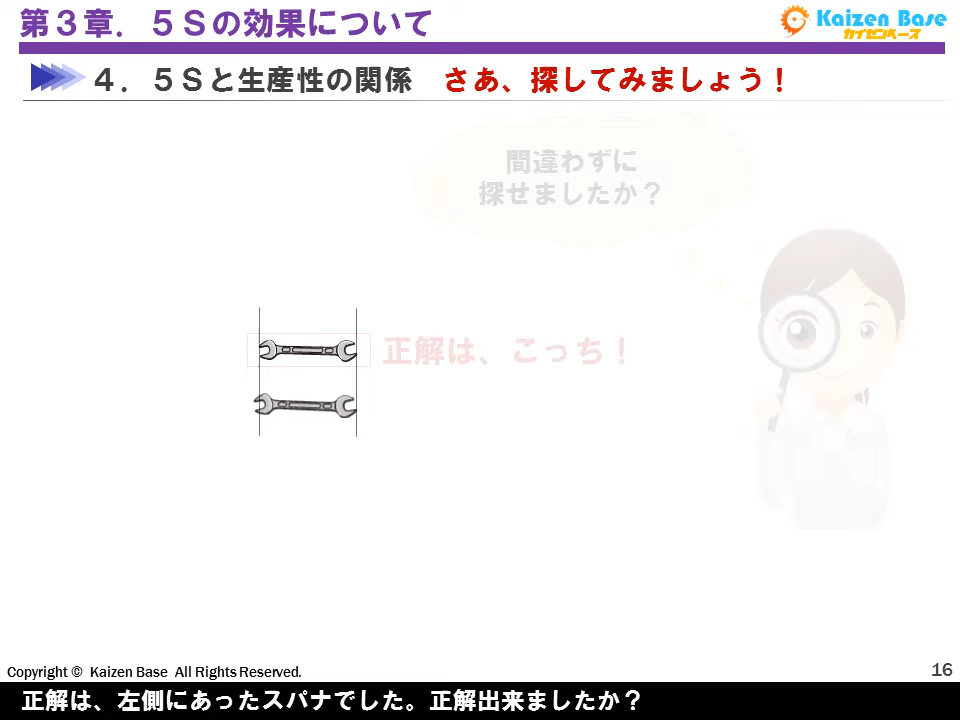 第３章．５Ｓの効果について
Kaizen Base
カイゼンベース
４．５Ｓと生産性の関係　さあ、探してみましょう！
間違わずに
探せましたか？
正解は、こっち！
Copyright © Kaizen Base All Rights Reserved.
16
正解は、左側にあったスパナでした。正解出来ましたか？